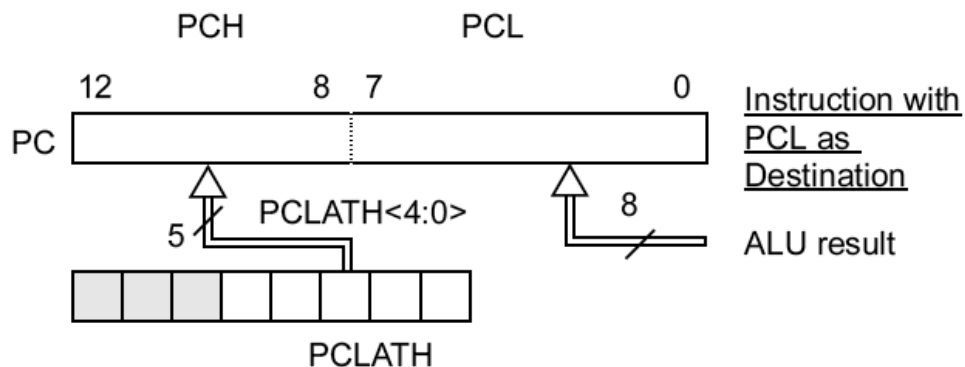 PCH PCL
12 8 7 0
PC
Instruction with
PCL as
Destination
5 PCLATH<4:0> 8
ALU result
PCLATH